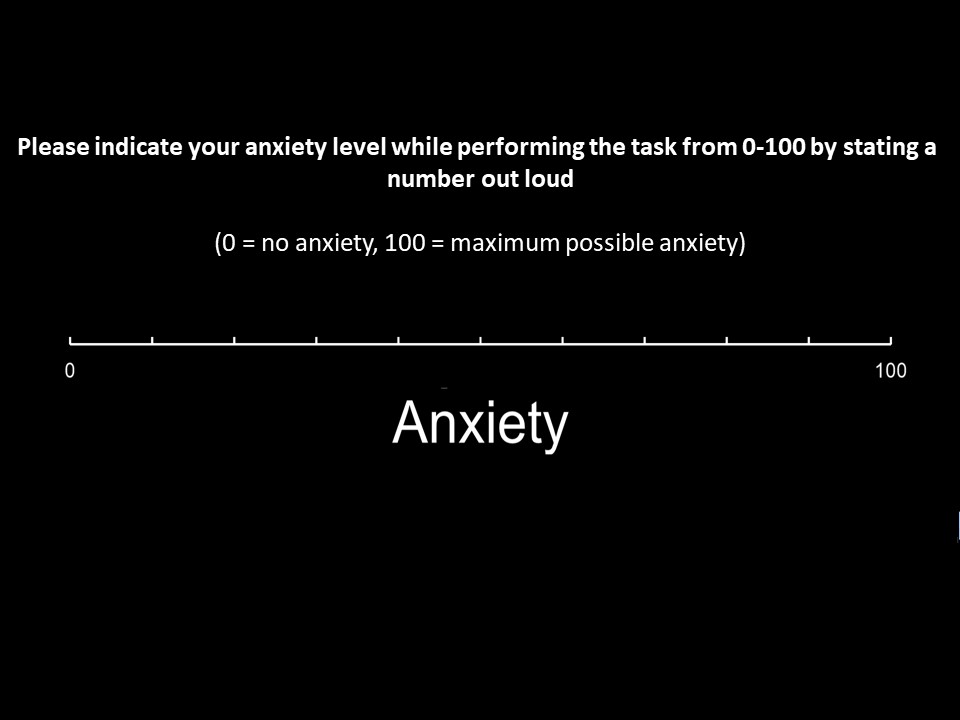 Please indicate your anxiety level while performing the task from 0-100 by stating a
number out loud
(0 = no anxiety, 100 = maximum possible anxiety)
0 100
Anxiety